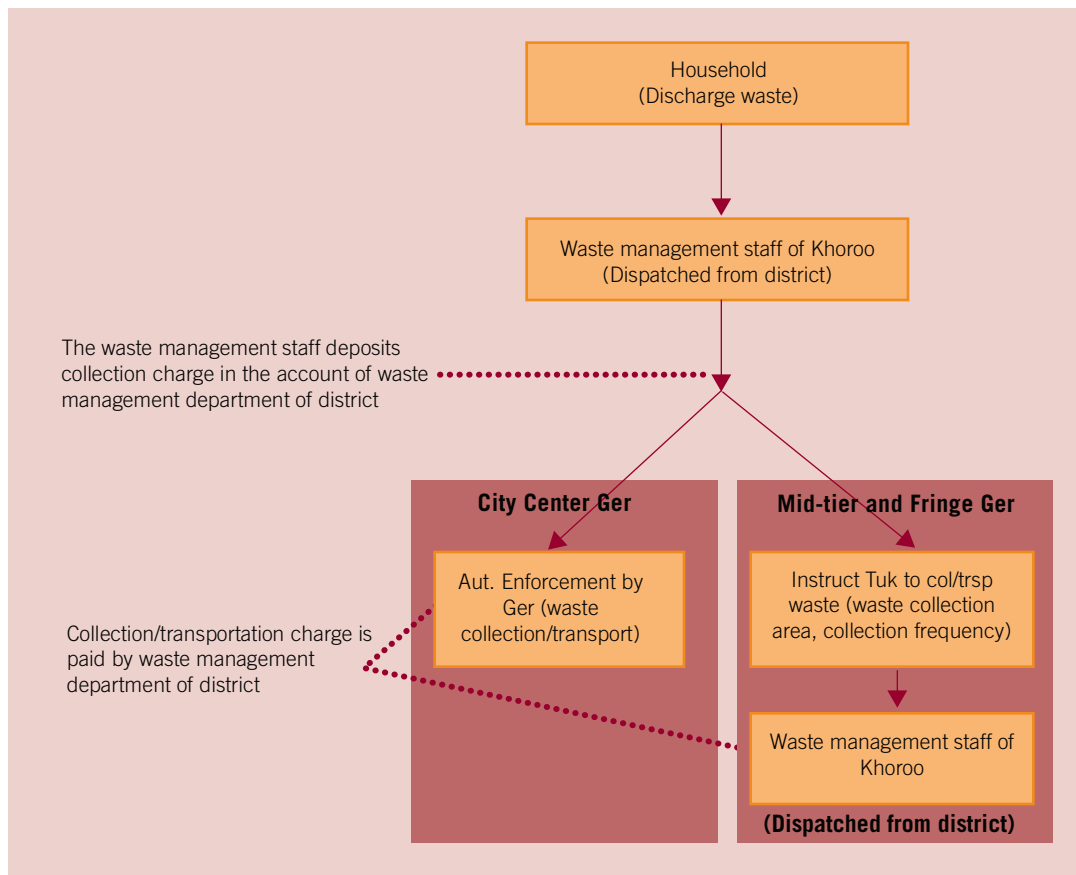 Household
(Discharge waste)
Waste management staff of Khoroo
(Dispatched from district)
The waste management staff deposits
collection charge in the account of waste
management department of district
City Center Ger
Aut. Enforcement by
Ger (waste
collection/transport)
Mid-tier and Fringe Ger
Instruct Tuk to col/trsp
waste (waste collection
area, collection frequency)
Collection/transportation charge is
paid by waste management
department of district
Waste management staff of
Khoroo
(Dispatched from district)